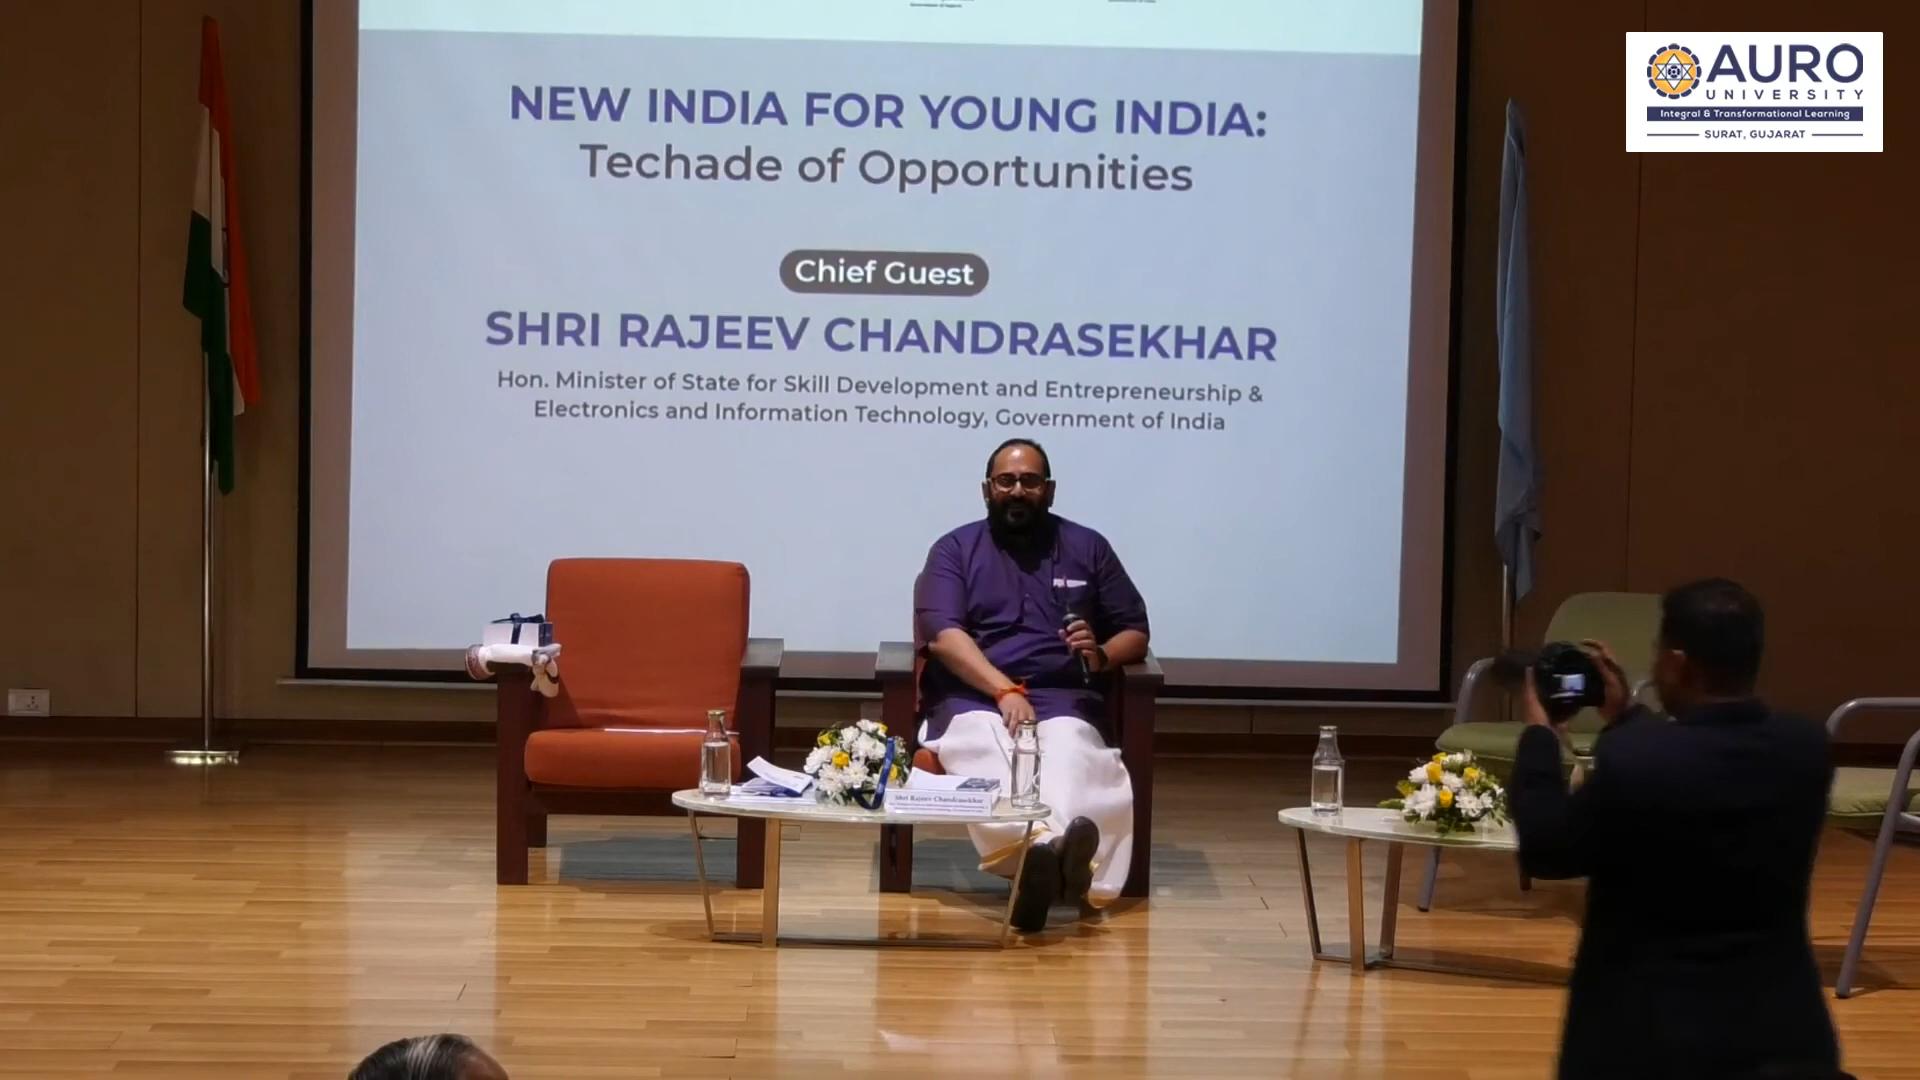 NEW INDIA FOR YOUNG INDIA:
Techade of Opportunities
Chief Guest
SHRI RAJEEV CHANDRASEKHAR
Hon. Minister of State for Skill Development and Entrepreneurship &
Electronics and Information Technology, Government of India
AURO
UNIVERSITY
Integral & Transformational Learning
SURAT, GUJARAT
Shri Rajeev Chandrasekhar